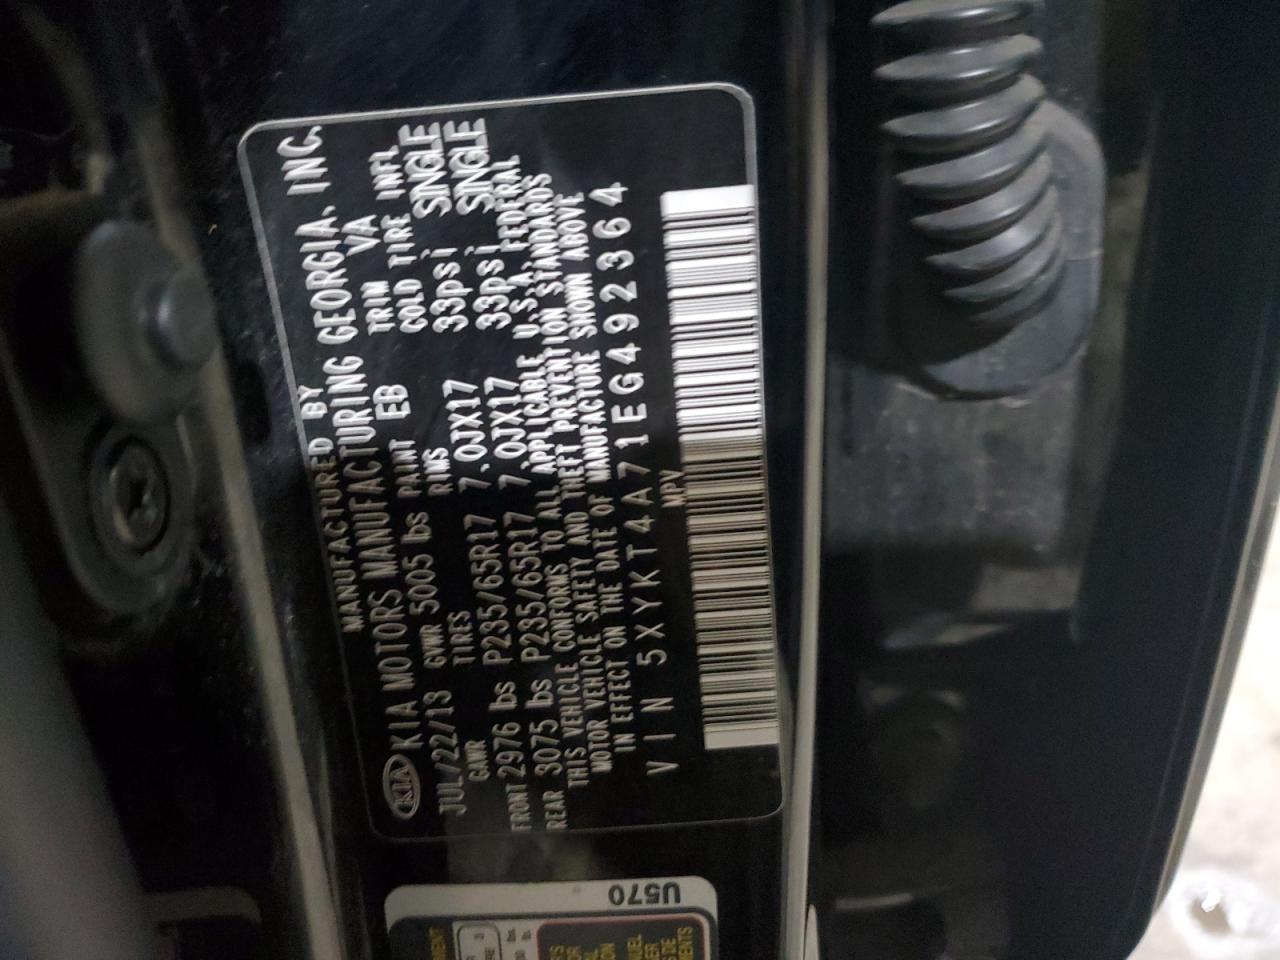 MANUFACTURED BY
KIA KIA MOTORS MANUFACTURING GEORGIA, INC.
JUL/22/13 GVWR 5005 lbs PAINT EB TRIM VA
GAWR TIRES RIMS COLD TIRE INFL
FRONT 2976 lbs P235/65R17 7.0JX17 33psi SINGLE
REAR 3075 lbs P235/65R17 7.0JX17 33psi SINGLE
THIS VEHICLE CONFORMS TO ALL APPLICABLE U.S.A. FEDERAL
MOTOR VEHICLE SAFETY AND THEFT PREVENTION STANDARDS
IN EFFECT ON THE DATE OF MANUFACTURE SHOWN ABOVE
VIN 5XYKT4A71EG492364
MPV
U570